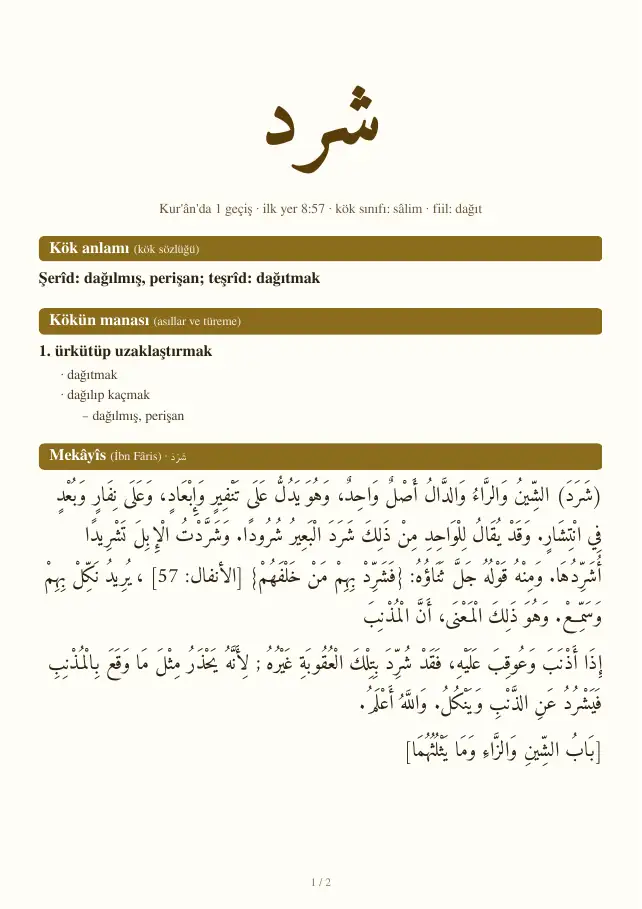 شرد
Kur'ân'da 1 geçiş · ilk yer 8:57 · kök sınıfı: sâlim · fiil: dağıt
Kök anlamı (kök sözlüğü)
Şerîd: dağılmış, perişan; teşrîd: dağıtmak
Kökün manası (asıllar ve türeme)
1. ürkütüp uzaklaştırmak
· dağıtmak
· dağılıp kaçmak
– dağılmış, perişan
Mekâyîs (İbn Fâris) · شَرَدَ
(شَرَدَ) الشِّينُ وَالرَّاءُ وَالدَّالُ أَصْلٌ وَاحِدٌ، وَهُوَ يَدُلُّ عَلَى تَنْفِيرٍ وَإِبْعَادٍ، وَعَلَى نِفَارٍ وَبُعْدٍ
فِي انْتِشَارٍ. وَقَدْ يُقَالُ لِلْوَاحِدِ مِنْ ذَلِكَ شَرَدَ الْبَعِيرُ شُرُودًا. وَشَرَّدْتُ الْإِبِلَ تَشْرِيدًا
أُشَرِّدُهَا. وَمِنْهُ قَوْلُهُ جَلَّ ثَنَاؤُهُ: {فَشَرِّدْ بِهِمْ مَنْ خَلْفَهُمْ} [الأنفال: 57] ، يُرِيدُ نَكِّلْ بِهِمْ
وَسَمِّعْ. وَهُوَ ذَلِكَ الْمَعْنَى، أَنَّ الْمُذْنِبَ
إِذَا أَذْنَبَ وَعُوقِبَ عَلَيْهِ، فَقَدْ شُرِّدَ بِتِلْكَ الْعُقُوبَةِ غَيْرُهُ ; لِأَنَّهُ يَحْذَرُ مِثْلَ مَا وَقَعَ بِالْمُذْنِبِ
فَيَشْرُدُ عَنِ الذَّنْبِ وَيَنْكُلُ. وَاللَّهُ أَعْلَمُ.
[بَابُ الشِّينِ وَالزَّاءِ وَمَا يَثْلُثُهُمَا]
1 / 2